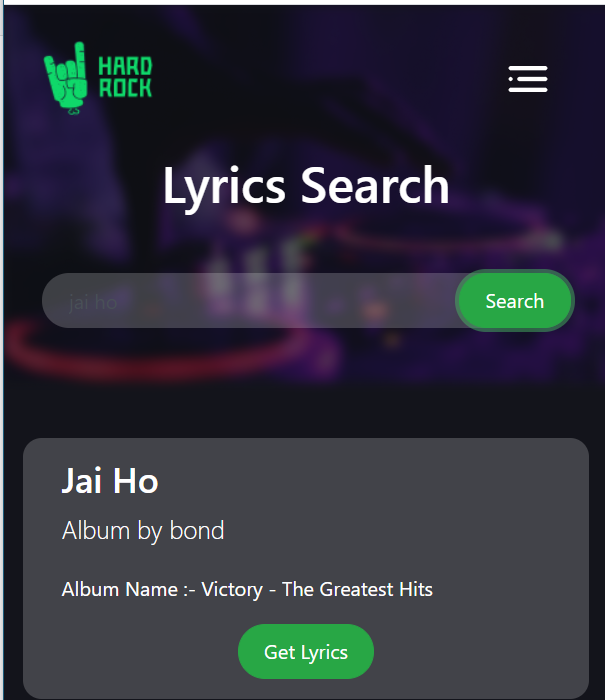 HARD
ROCK
Lyrics Search
jai ho
Search
Jai Ho
Album by bond
Album Name :- Victory - The Greatest Hits
Get Lyrics